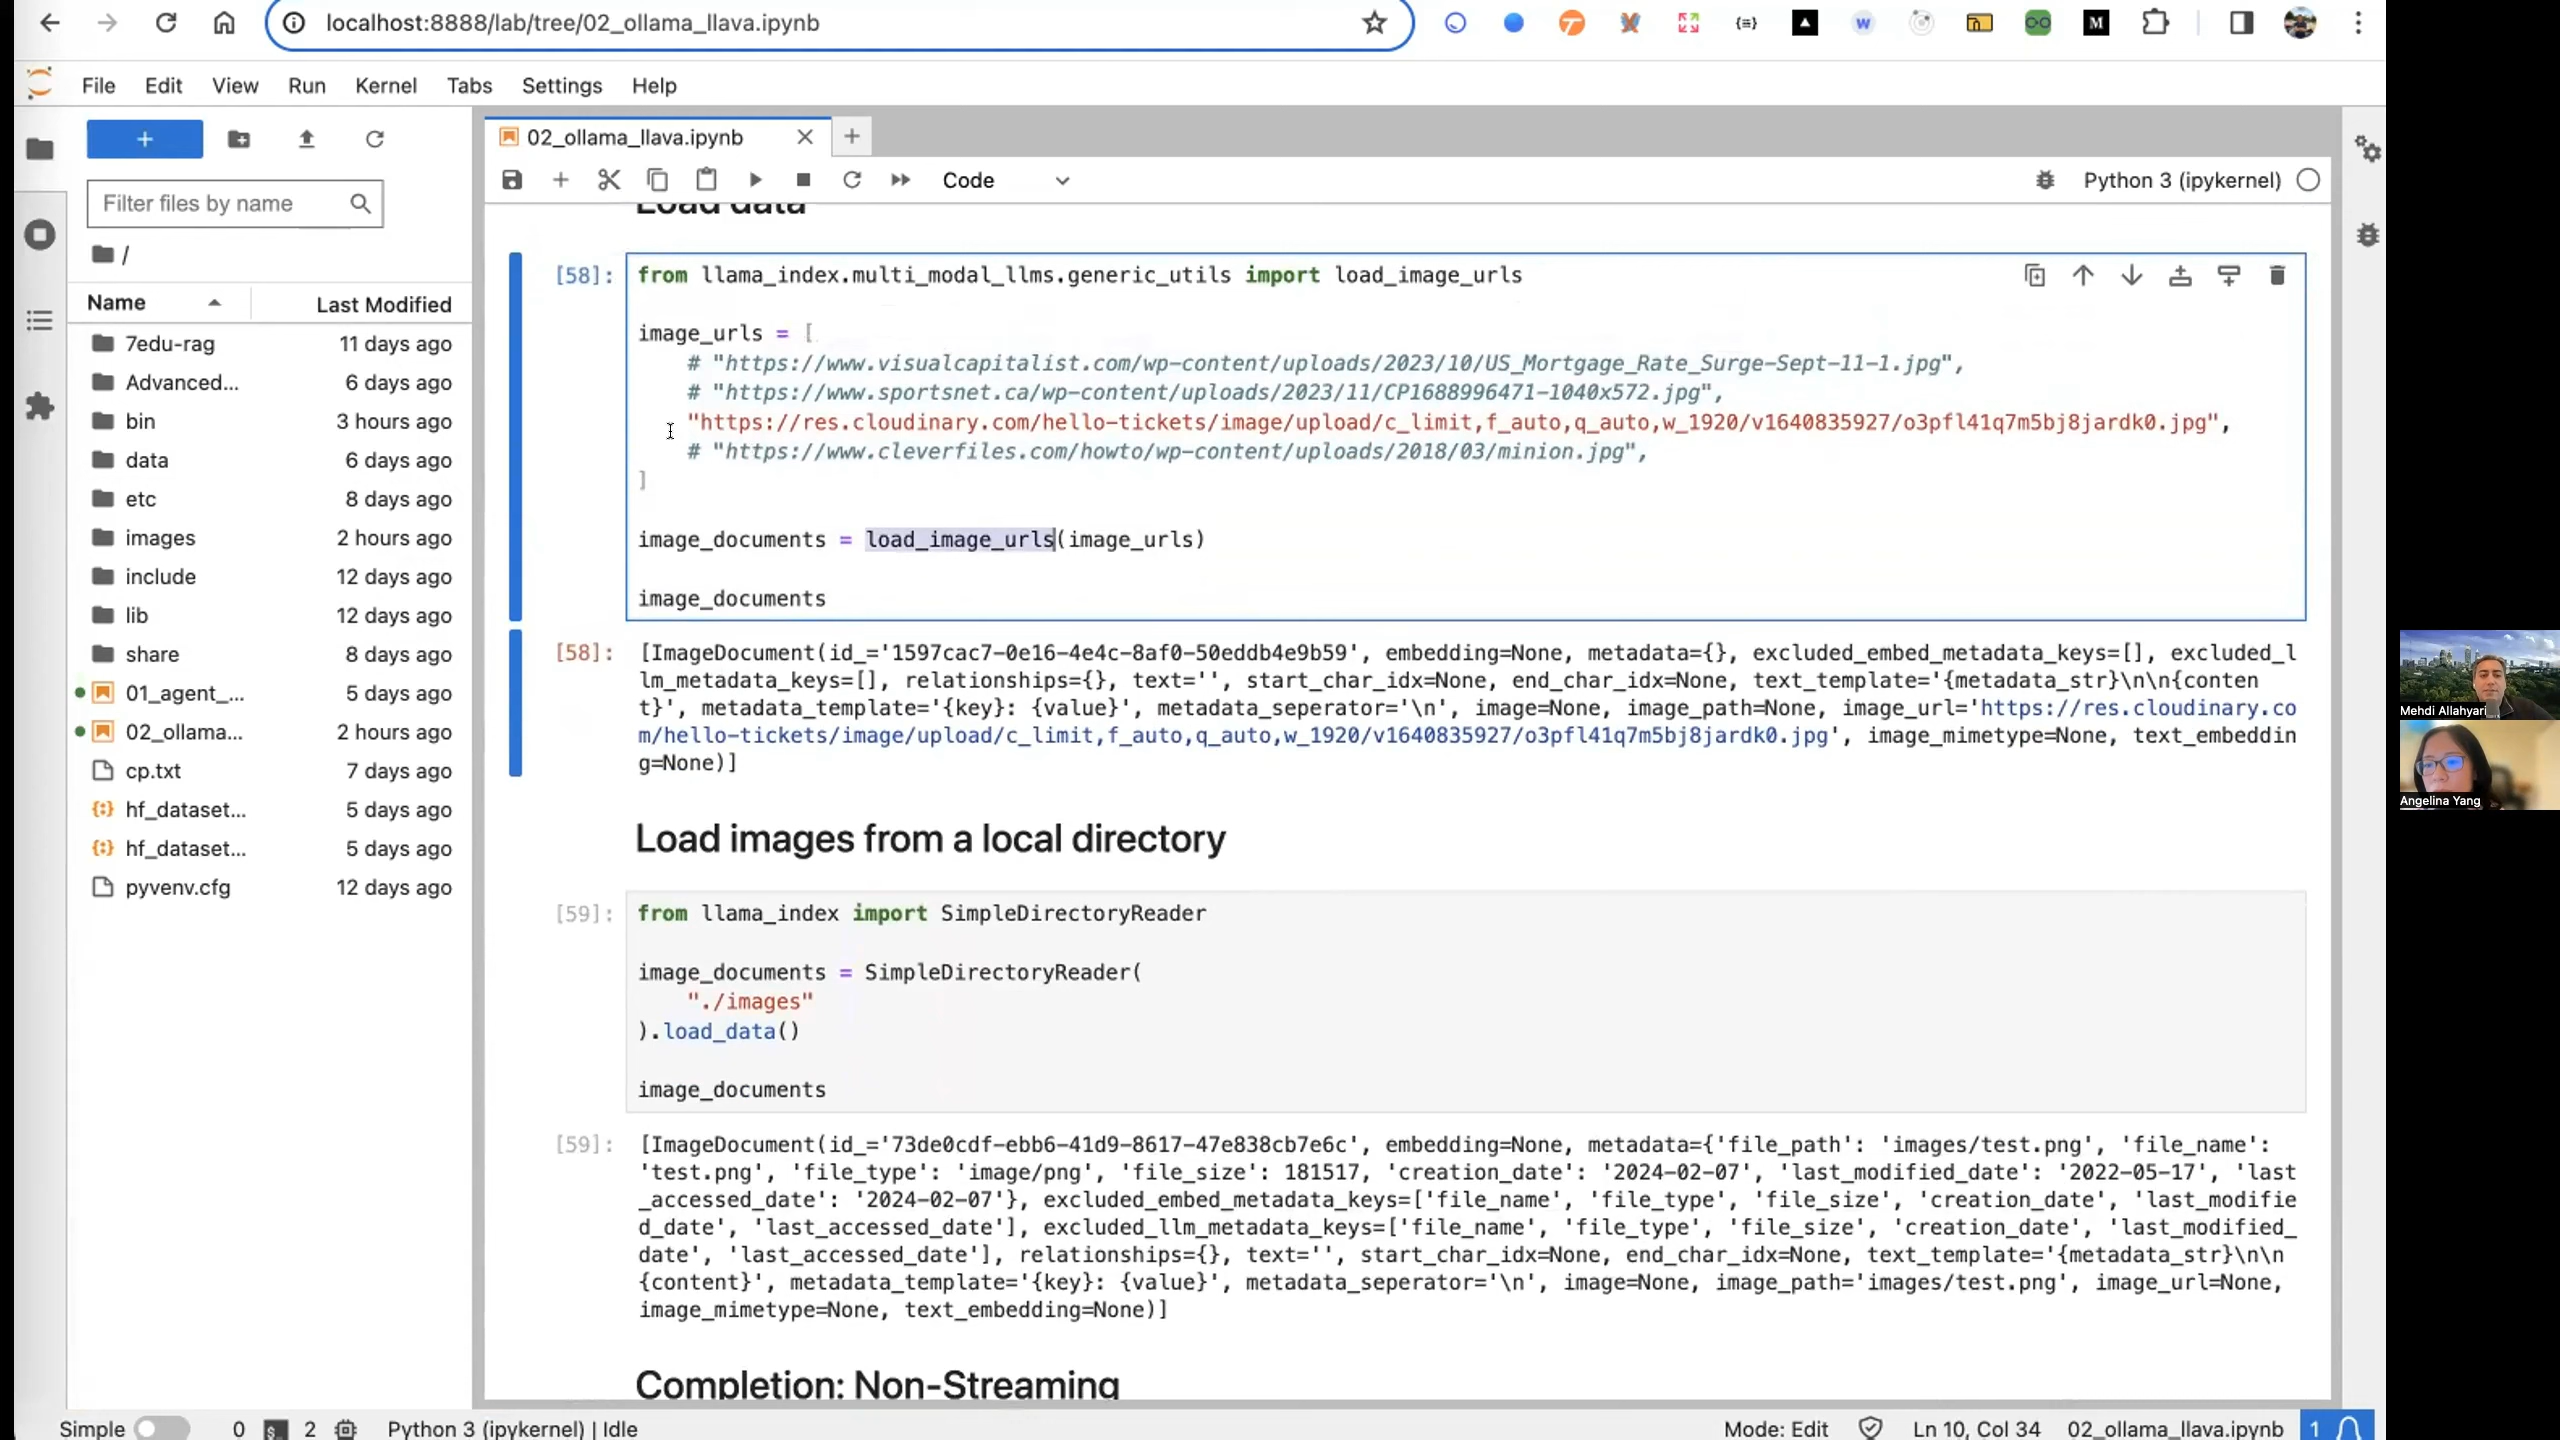 localhost:8888/lab/tree/02_ollama_llava.ipynb
File Edit View Run Kernel Tabs Settings Help
02_ollama_llava.ipynb
Code
Python 3 (ipykernel)
Filter files by name
/
Name Last Modified
7edu-rag 11 days ago
Advanced... 6 days ago
bin 3 hours ago
data 6 days ago
etc 8 days ago
images 2 hours ago
include 12 days ago
lib 12 days ago
share 8 days ago
01_agent_... 5 days ago
02_ollama... 2 hours ago
cp.txt 7 days ago
hf_dataset... 5 days ago
hf_dataset... 5 days ago
pyvenv.cfg 12 days ago
Load data
[58]: from llama_index.multi_modal_llms.generic_utils import load_image_urls
image_urls = [
# "https://www.visualcapitalist.com/wp-content/uploads/2023/10/US_Mortgage_Rate_Surge-Sept-11-1.jpg",
# "https://www.sportsnet.ca/wp-content/uploads/2023/11/CP1688996471-1040x572.jpg",
"https://res.cloudinary.com/hello-tickets/image/upload/c_limit,f_auto,q_auto,w_1920/v1640835927/o3pfl41q7m5bj8jardk0.jpg",
# "https://www.cleverfiles.com/howto/wp-content/uploads/2018/03/minion.jpg",
]
image_documents = load_image_urls(image_urls)
image_documents
[58]: [ImageDocument(id_='1597cac7-0e16-4e4c-8af0-50eddb4e9b59', embedding=None, metadata={}, excluded_embed_metadata_keys=[], excluded_l
lm_metadata_keys=[], relationships={}, text='', start_char_idx=None, end_char_idx=None, text_template='{metadata_str}\n\n{conten
t}', metadata_template='{key}: {value}', metadata_seperator='\n', image=None, image_path=None, image_url='https://res.cloudinary.co
m/hello-tickets/image/upload/c_limit,f_auto,q_auto,w_1920/v1640835927/o3pfl41q7m5bj8jardk0.jpg', image_mimetype=None, text_embeddin
g=None)]
Load images from a local directory
[59]: from llama_index import SimpleDirectoryReader
image_documents = SimpleDirectoryReader(
"./images"
).load_data()
image_documents
[59]: [ImageDocument(id_='73de0cdf-ebb6-41d9-8617-47e838cb7e6c', embedding=None, metadata={'file_path': 'images/test.png', 'file_name':
'test.png', 'file_type': 'image/png', 'file_size': 181517, 'creation_date': '2024-02-07', 'last_modified_date': '2022-05-17', 'last
_accessed_date': '2024-02-07'}, excluded_embed_metadata_keys=['file_name', 'file_type', 'file_size', 'creation_date', 'last_modifie
d_date', 'last_accessed_date'], excluded_llm_metadata_keys=['file_name', 'file_type', 'file_size', 'creation_date', 'last_modified_
date', 'last_accessed_date'], relationships={}, text='', start_char_idx=None, end_char_idx=None, text_template='{metadata_str}\n\n
{content}', metadata_template='{key}: {value}', metadata_seperator='\n', image=None, image_path='images/test.png', image_url=None,
image_mimetype=None, text_embedding=None)]
Completion: Non-Streaming
Simple 0 2 Python 3 (ipykernel) | Idle
Mode: Edit Ln 10, Col 34 02_ollama_llava.ipynb 1
Mehdi Allahyari
Angelina Yang